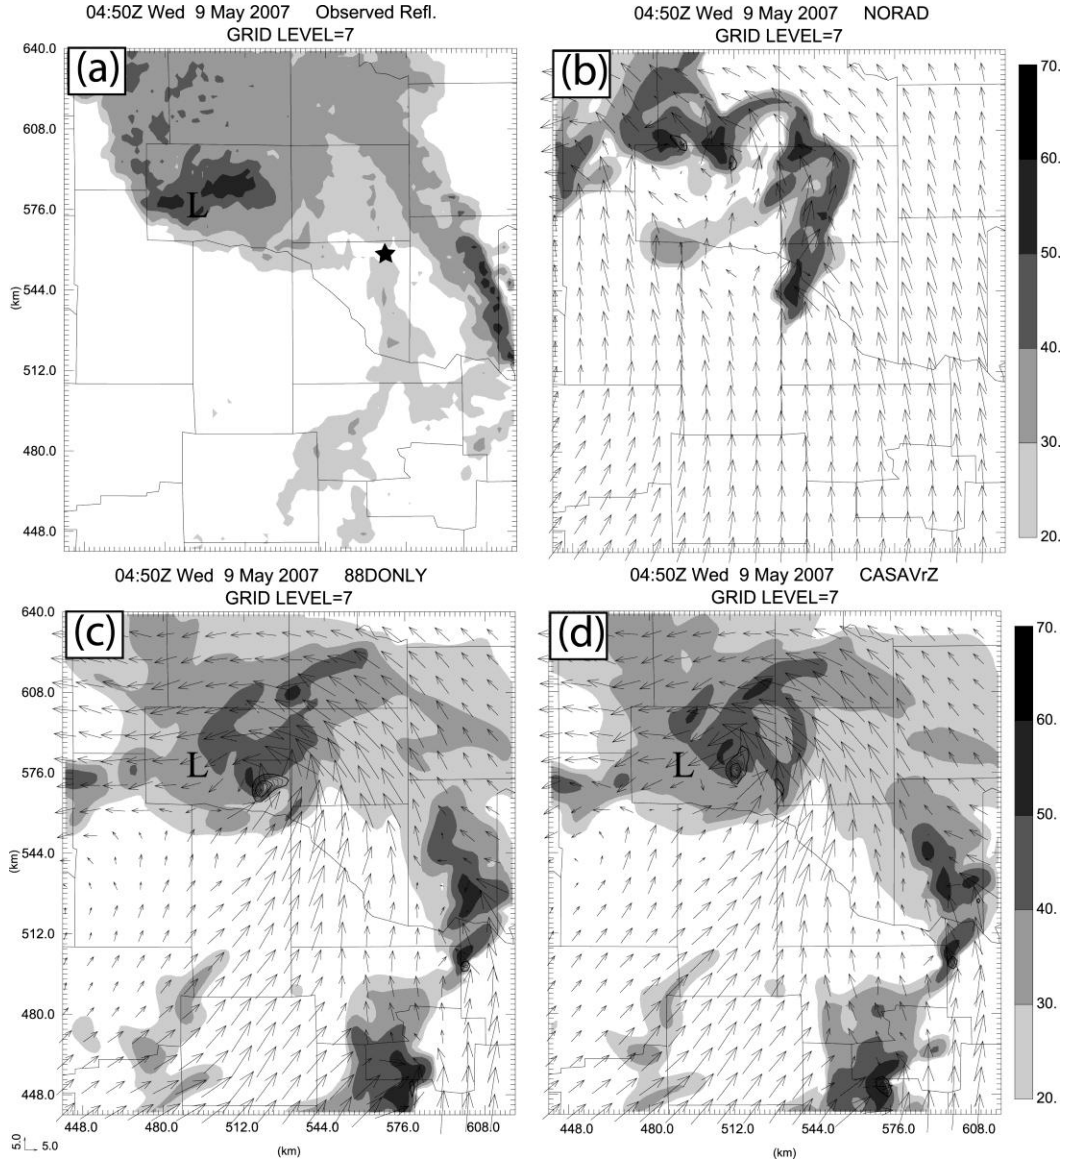 04:50Z Wed 9 May 2007 Observed Refl.
GRID LEVEL=7
04:50Z Wed 9 May 2007 NORAD
GRID LEVEL=7
(a)
(b)
640.0
608.0
576.0
544.0
512.0
480.0
448.0
(km)
L
70.
60.
50.
40.
30.
20.
04:50Z Wed 9 May 2007 88DONLY
GRID LEVEL=7
04:50Z Wed 9 May 2007 CASAVrZ
GRID LEVEL=7
(c)
(d)
640.0
608.0
576.0
544.0
512.0
480.0
448.0
(km)
L
L
70.
60.
50.
40.
30.
20.
448.0 480.0 512.0 544.0 576.0 608.0
448.0 480.0 512.0 544.0 576.0 608.0
(km)
(km)
5.0
5.0